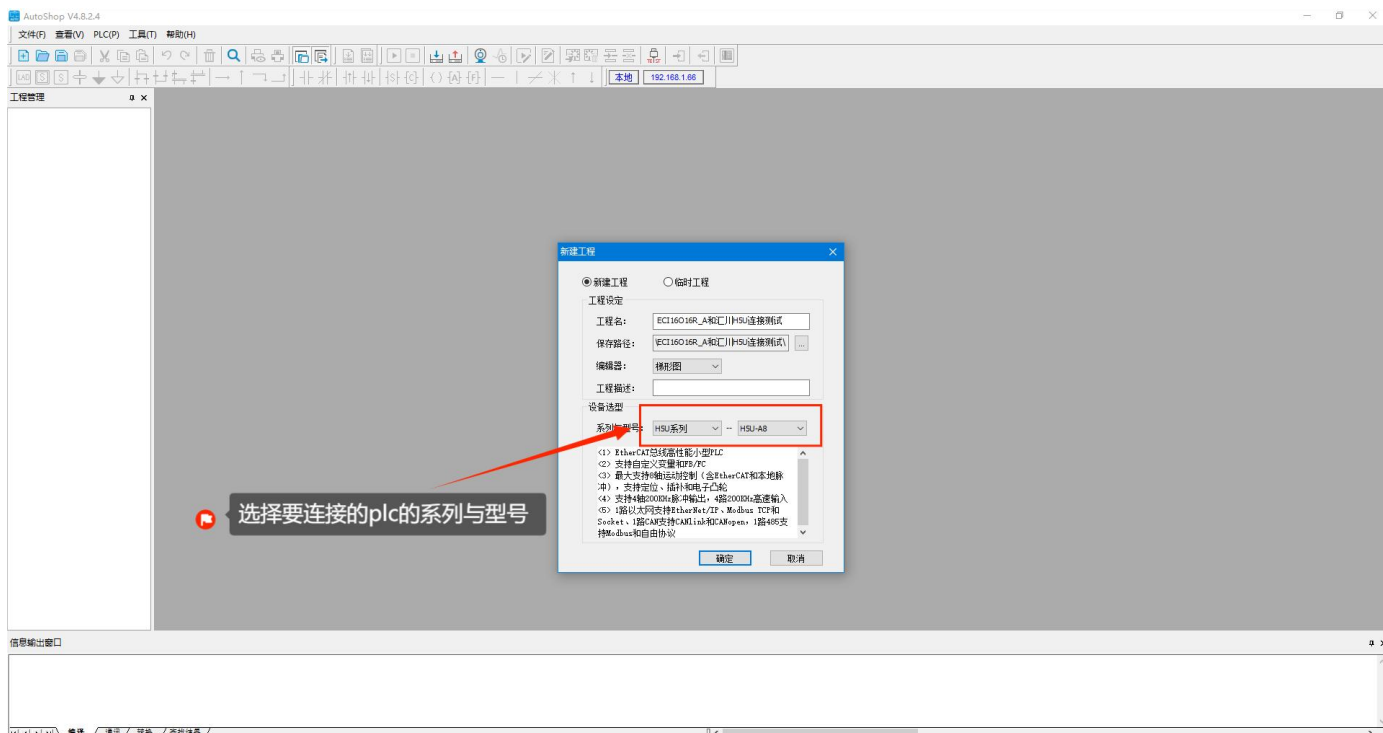 AutoShop V4.8.2.4
文件(F) 查看(V) PLC(P) 工具(T) 帮助(H)
本地 192.168.1.66
工程管理
新建工程
新建工程 临时工程
工程设定
工程名: ECI16O16R_A和汇川H5U连接测试
保存路径: \ECI16O16R_A和汇川H5U连接测试\ ...
编辑器: 梯形图
工程描述:
设备选型
系列与型号: H5U系列 -- H5U-A8
<1> EtherCAT总线高性能小型PLC
<2> 支持自定义变量和FB/FC
<3> 最大支持8轴运动控制（含EtherCAT和本地脉
冲），支持定位、插补和电子凸轮
<4> 支持4轴200KHz脉冲输出，4路200KHz高速输入
<5> 1路以太网支持EtherNet/IP、Modbus TCP和
Socket、1路CAN支持CANlink和CANopen，1路485支
持Modbus和自由协议
确定 取消
选择要连接的plc的系列与型号
信息输出窗口
编译 通讯 转换 查找结果